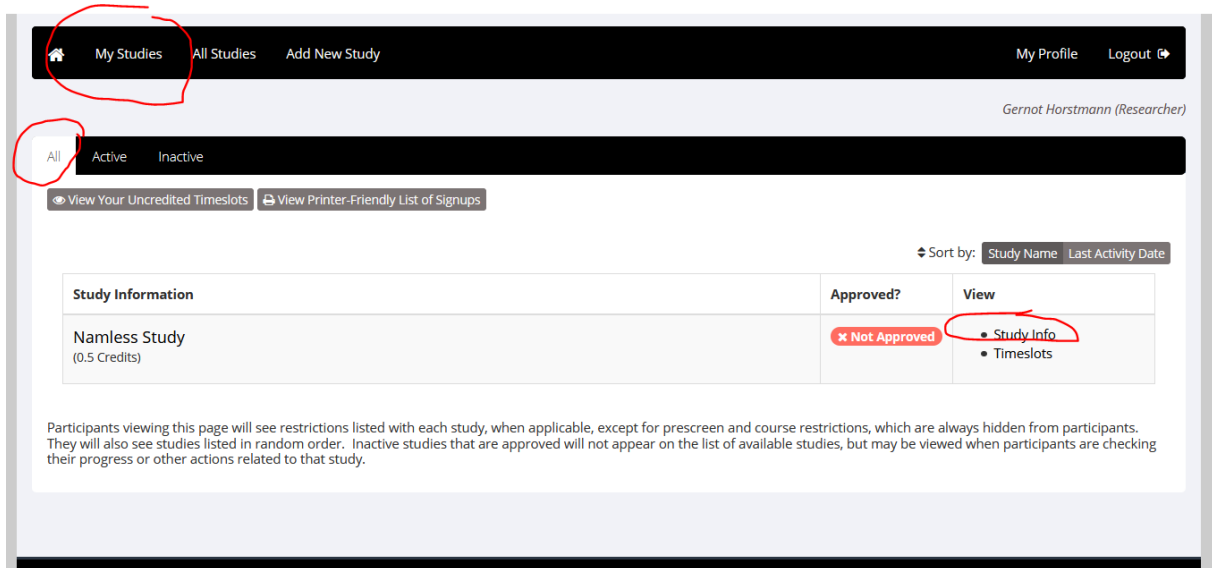 My Studies All Studies Add New Study My Profile Logout
Gernot Horstmann (Researcher)
All Active Inactive
View Your Uncredited Timeslots View Printer-Friendly List of Signups
Sort by: Study Name Last Activity Date
Study Information Approved? View
Namless Study Not Approved Study Info
(0.5 Credits) Timeslots
Participants viewing this page will see restrictions listed with each study, when applicable, except for prescreen and course restrictions, which are always hidden from participants.
They will also see studies listed in random order. Inactive studies that are approved will not appear on the list of available studies, but may be viewed when participants are checking
their progress or other actions related to that study.